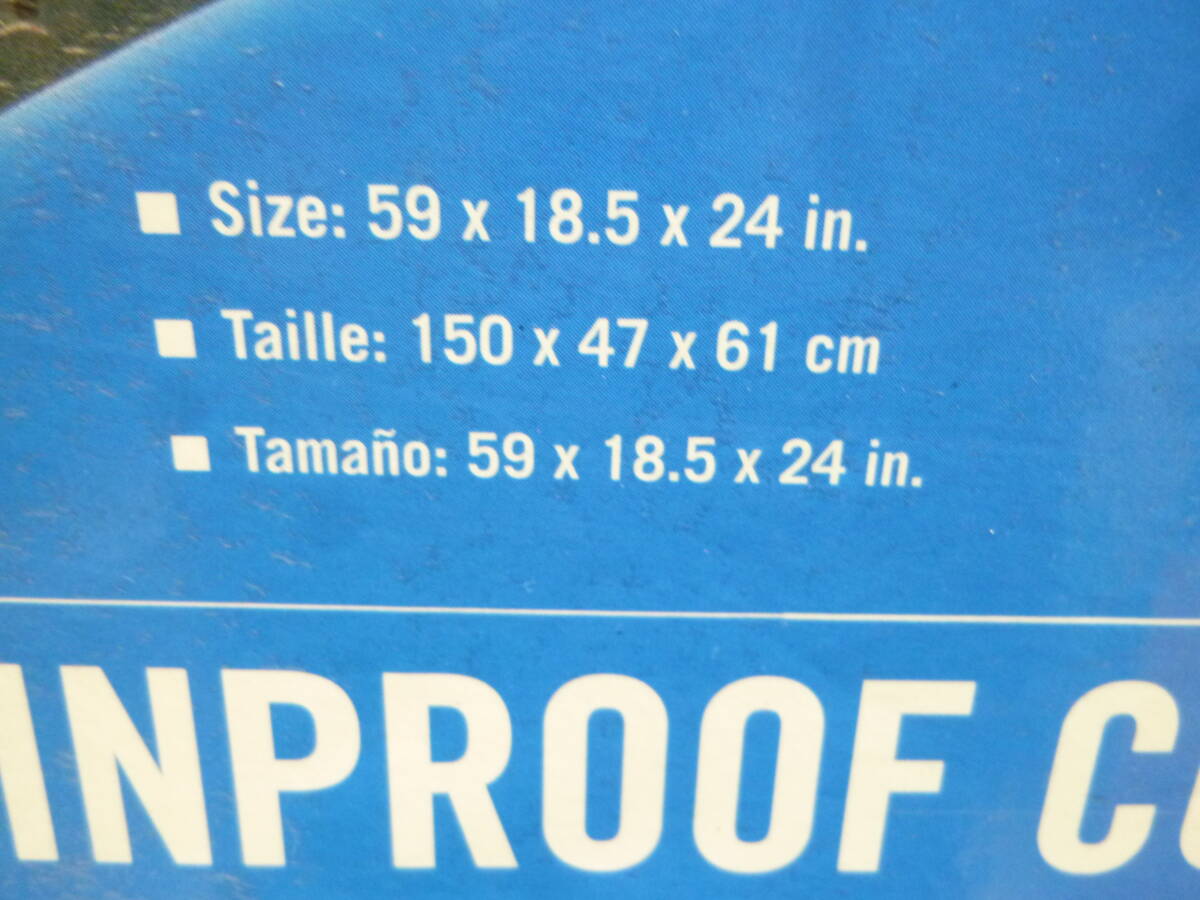 ■ Size: 59 x 18.5 x 24 in.
■ Taille: 150 x 47 x 61 cm
■ Tamaño: 59 x 18.5 x 24 in.
INPROOF